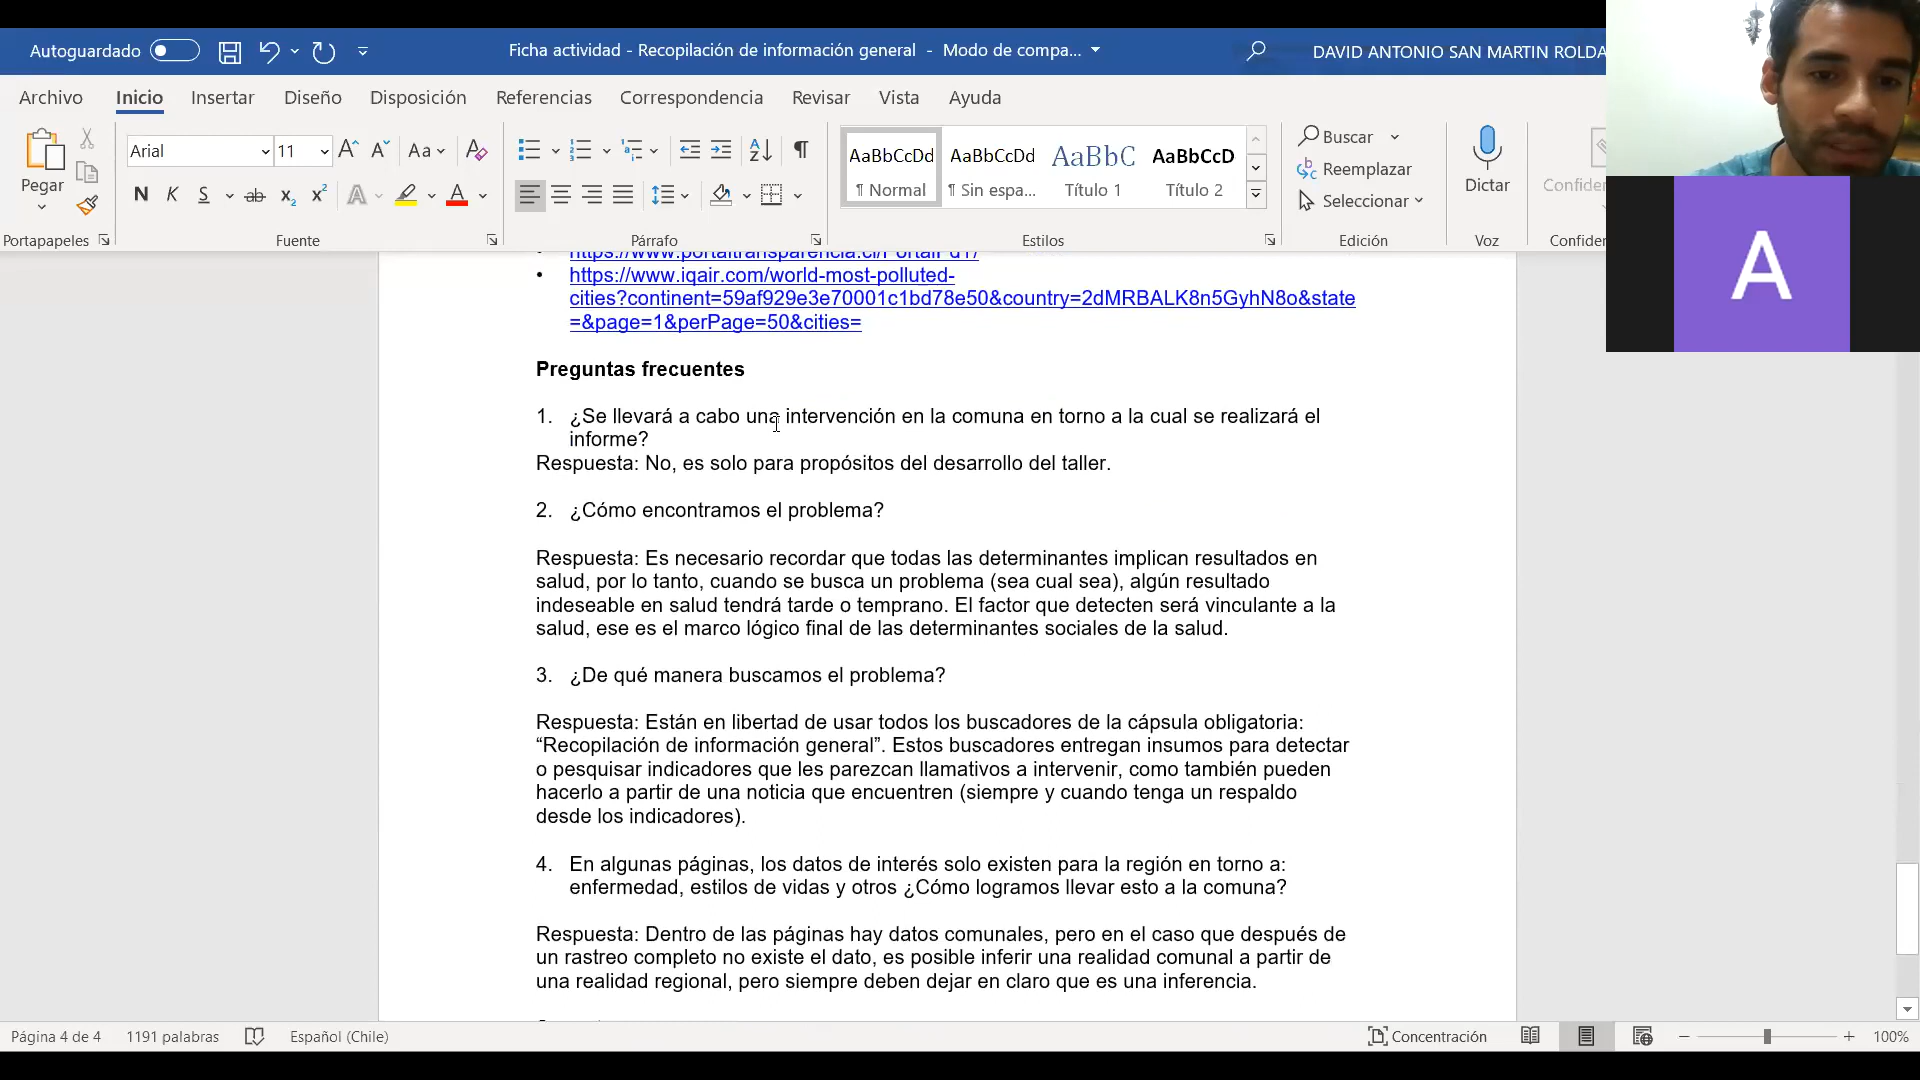 Autoguardado
Ficha actividad - Recopilación de información general - Modo de compa...
DAVID ANTONIO SAN MARTIN ROLDA
Archivo Inicio Insertar Diseño Disposición Referencias Correspondencia Revisar Vista Ayuda
Pegar
Portapapeles
Arial 11
Aa
N K S ab x₂ x² A A
Fuente
Párrafo
AaBbCcDd AaBbCcDd AaBbC AaBbCcD
¶ Normal ¶ Sin espa... Título 1 Título 2
Estilos
Buscar
Reemplazar
Seleccionar
Edición
Dictar
Voz
Confiden
Confider
A
• https://www.portaltransparencia.cl/PortalPdT/
• https://www.iqair.com/world-most-polluted-
cities?continent=59af929e3e70001c1bd78e50&country=2dMRBALK8n5GyhN8o&state
=&page=1&perPage=50&cities=
Preguntas frecuentes
1. ¿Se llevará a cabo una intervención en la comuna en torno a la cual se realizará el
informe?
Respuesta: No, es solo para propósitos del desarrollo del taller.
2. ¿Cómo encontramos el problema?
Respuesta: Es necesario recordar que todas las determinantes implican resultados en
salud, por lo tanto, cuando se busca un problema (sea cual sea), algún resultado
indeseable en salud tendrá tarde o temprano. El factor que detecten será vinculante a la
salud, ese es el marco lógico final de las determinantes sociales de la salud.
3. ¿De qué manera buscamos el problema?
Respuesta: Están en libertad de usar todos los buscadores de la cápsula obligatoria:
“Recopilación de información general”. Estos buscadores entregan insumos para detectar
o pesquisar indicadores que les parezcan llamativos a intervenir, como también pueden
hacerlo a partir de una noticia que encuentren (siempre y cuando tenga un respaldo
desde los indicadores).
4. En algunas páginas, los datos de interés solo existen para la región en torno a:
enfermedad, estilos de vidas y otros ¿Cómo logramos llevar esto a la comuna?
Respuesta: Dentro de las páginas hay datos comunales, pero en el caso que después de
un rastreo completo no existe el dato, es posible inferir una realidad comunal a partir de
una realidad regional, pero siempre deben dejar en claro que es una inferencia.
Página 4 de 4 1191 palabras Español (Chile) Concentración 100%